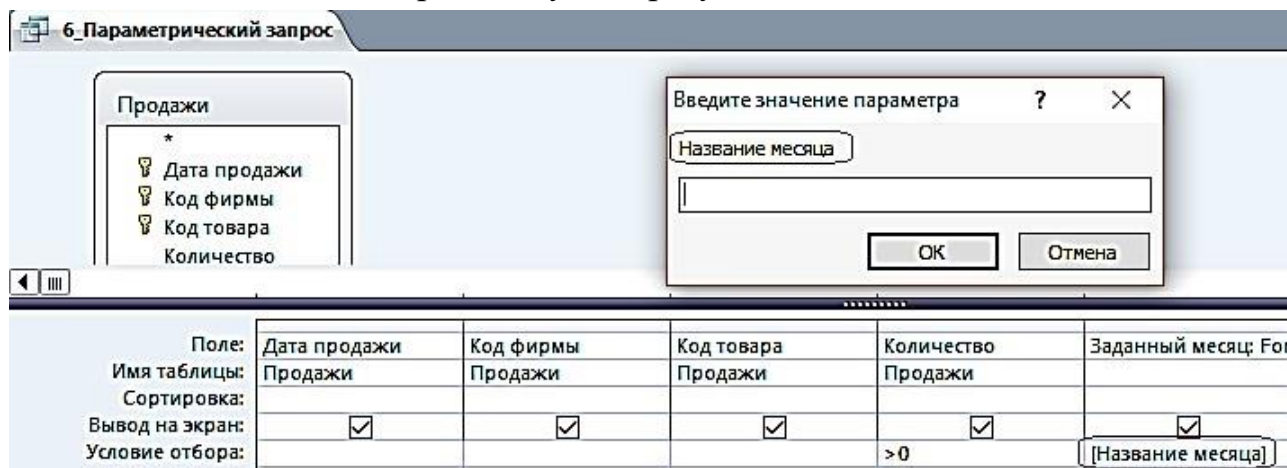 6_Параметрический запрос
Продажи
*
Дата продажи
Код фирмы
Код товара
Количество
Введите значение параметра ? ×
Название месяца
ОК Отмена
Поле: Дата продажи Код фирмы Код товара Количество Заданный месяц: For
Имя таблицы: Продажи Продажи Продажи Продажи
Сортировка:
Вывод на экран:
Условие отбора: >0 [Название месяца]